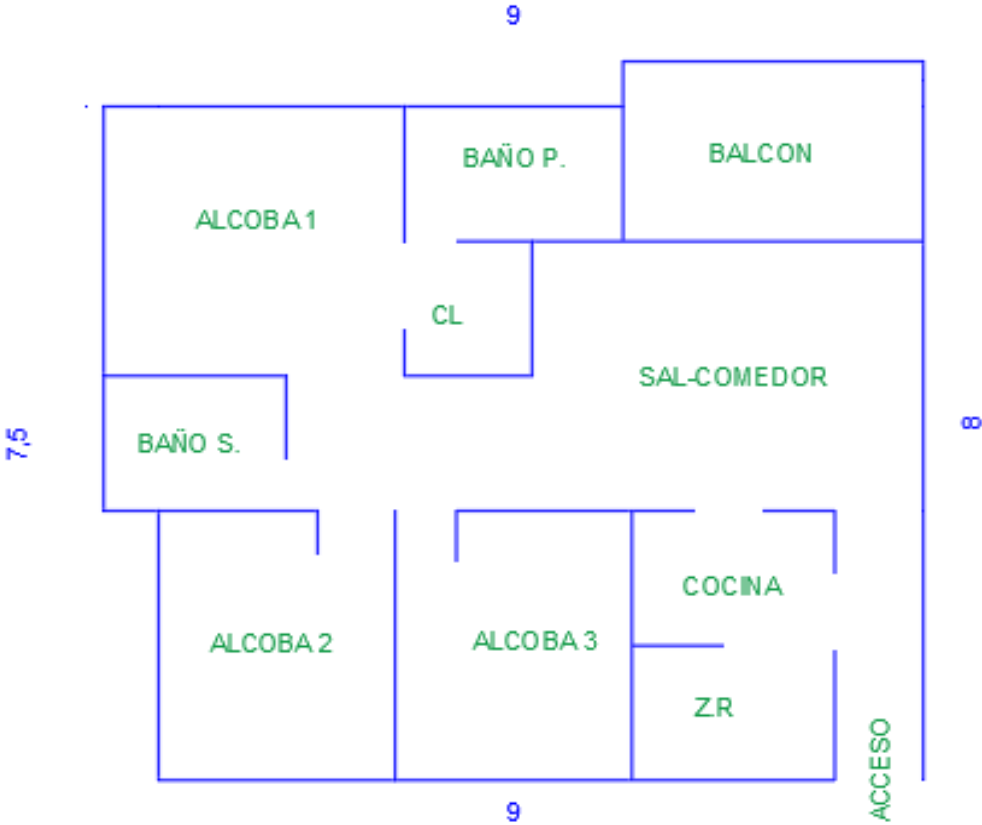 9
BAÑO P.
BALCON
ALCOBA 1
CL
SAL-COMEDOR
7,5
BAÑO S.
8
COCINA
ALCOBA 2
ALCOBA 3
Z.R
ACCESO
9